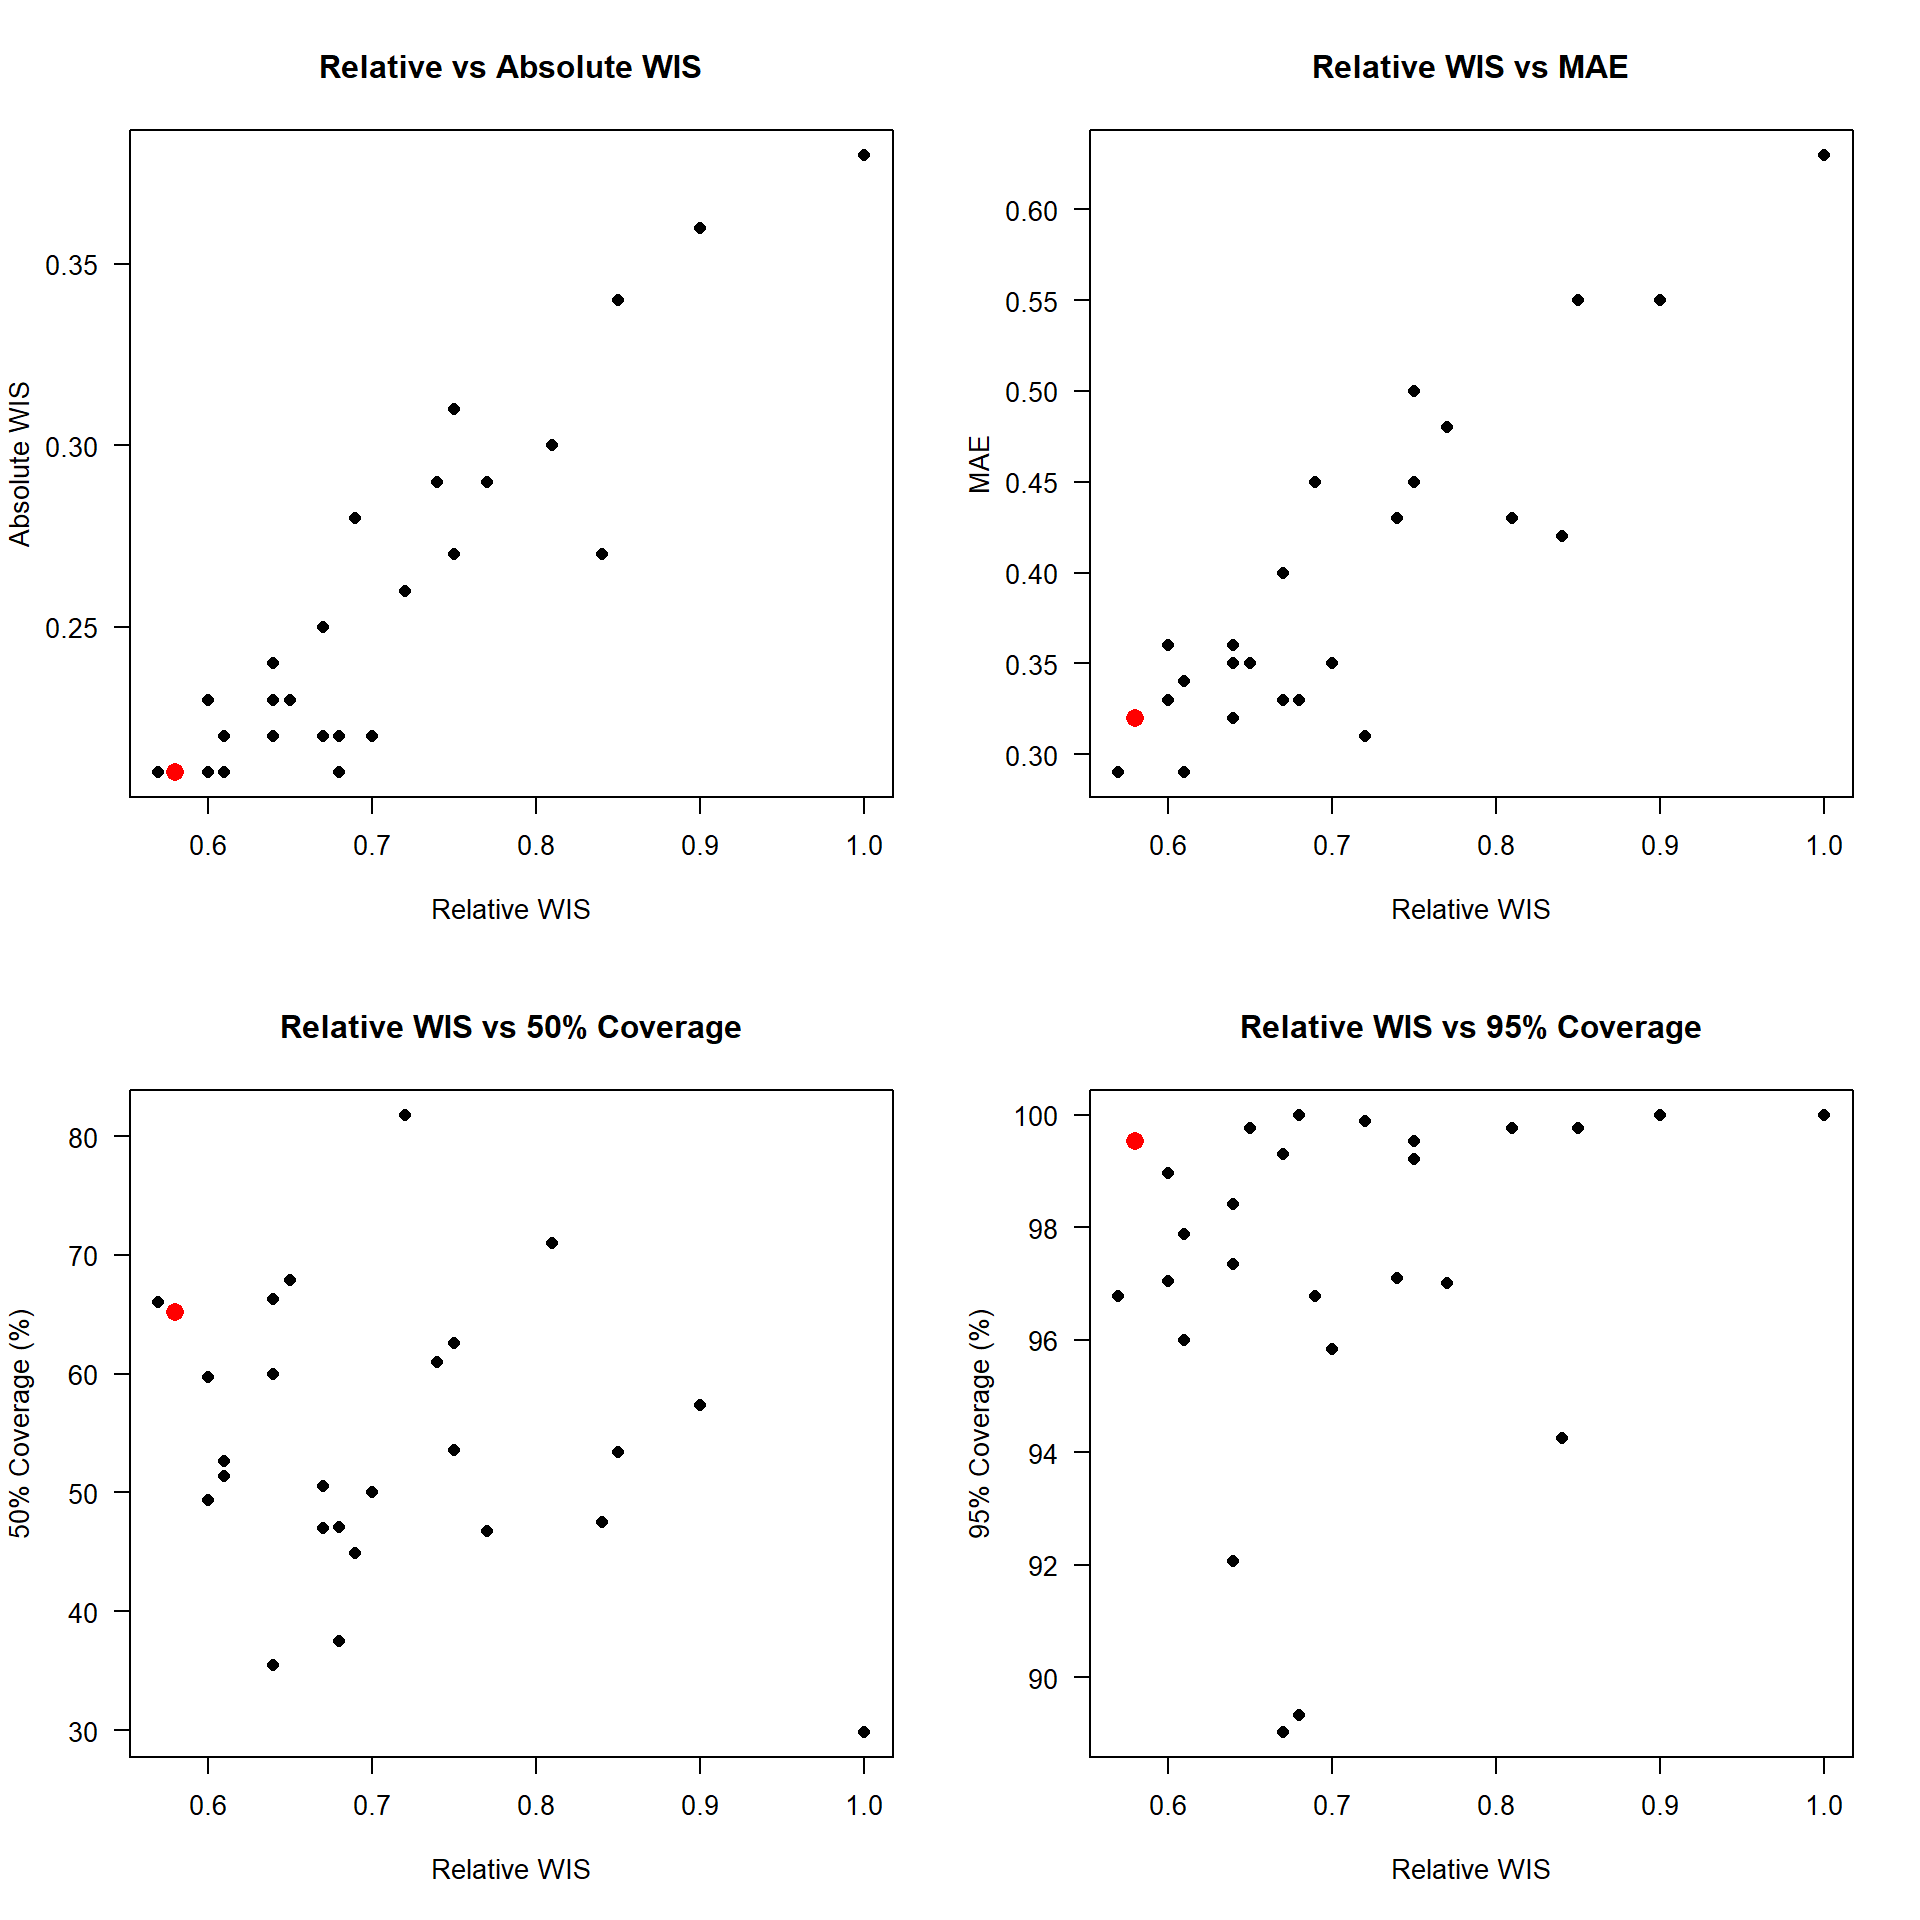 Relative vs Absolute WIS
Absolute WIS
0.35
0.30
0.25
0.6 0.7 0.8 0.9 1.0
Relative WIS
Relative WIS vs MAE
MAE
0.60
0.55
0.50
0.45
0.40
0.35
0.30
0.6 0.7 0.8 0.9 1.0
Relative WIS
Relative WIS vs 50% Coverage
50% Coverage (%)
80
70
60
50
40
30
0.6 0.7 0.8 0.9 1.0
Relative WIS
Relative WIS vs 95% Coverage
95% Coverage (%)
100
98
96
94
92
90
0.6 0.7 0.8 0.9 1.0
Relative WIS